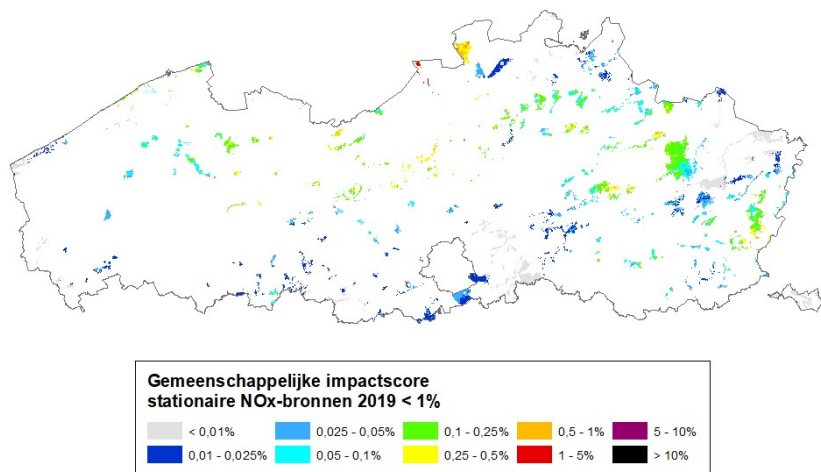 Gemeenschappelijke impactscore
stationaire NOx-bronnen 2019 < 1%
< 0,01% 0,025 - 0,05% 0,1 - 0,25% 0,5 - 1% 5 - 10%
0,01 - 0,025% 0,05 - 0,1% 0,25 - 0,5% 1 - 5% > 10%